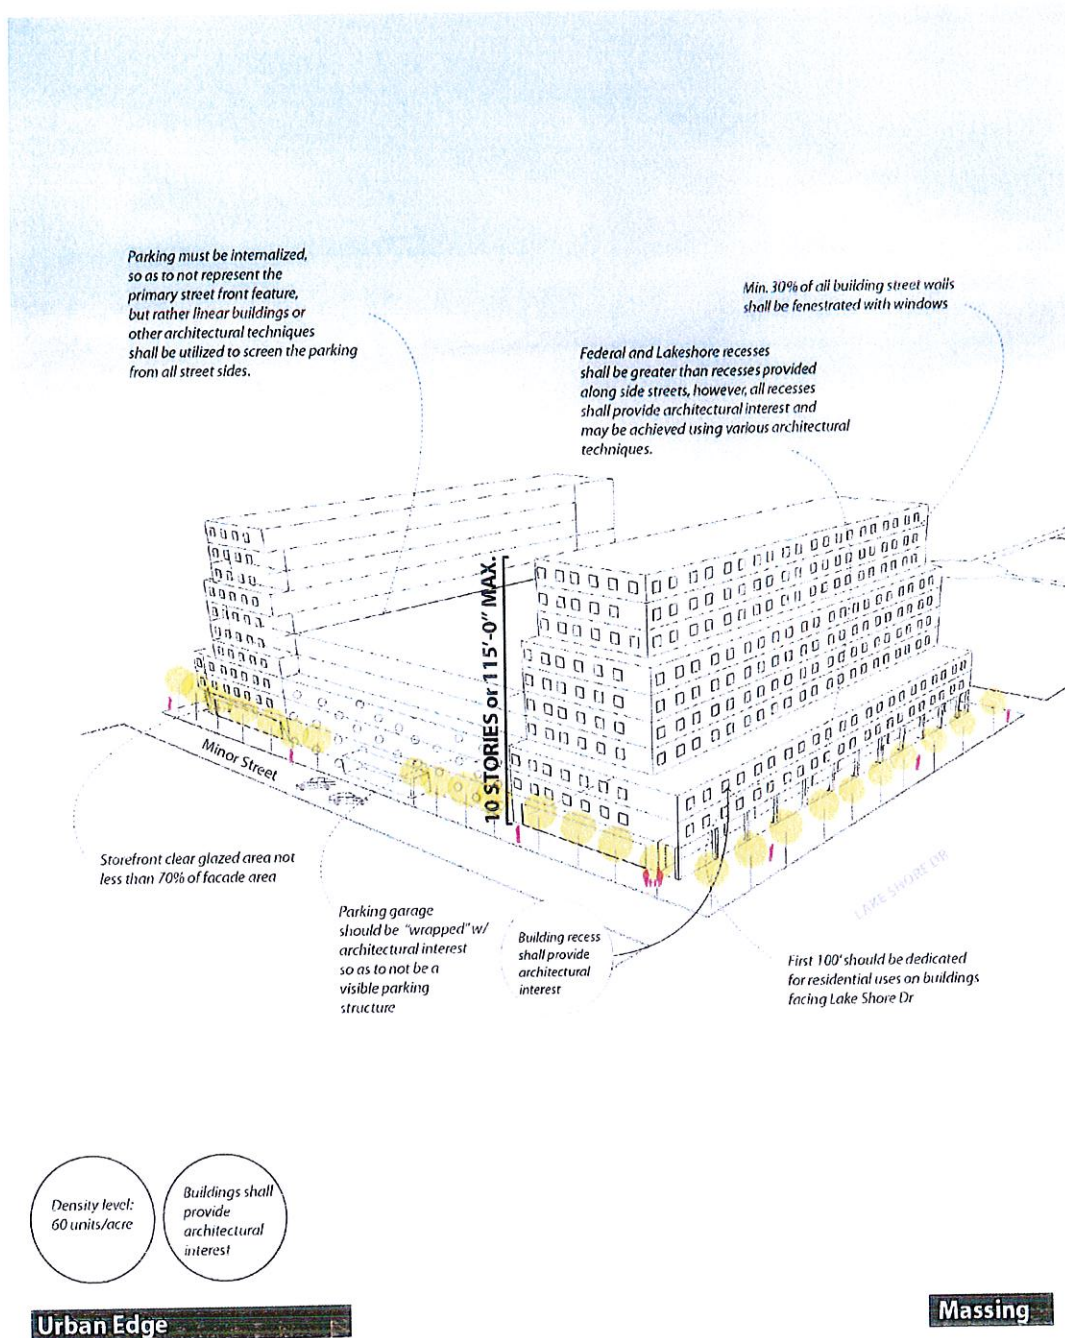 Parking must be internalized,
so as to not represent the
primary street front feature,
but rather linear buildings or
other architectural techniques
shall be utilized to screen the parking
from all street sides.
Min. 30% of all building street walls
shall be fenestrated with windows
Federal and Lakeshore recesses
shall be greater than recesses provided
along side streets, however, all recesses
shall provide architectural interest and
may be achieved using various architectural
techniques.
10 STORIES or 115'-0" MAX.
Minor Street
LAKE SHORE DR
Storefront clear glazed area not
less than 70% of facade area
Parking garage
should be "wrapped" w/
architectural interest
so as to not be a
visible parking
structure
Building recess
shall provide
architectural
interest
First 100' should be dedicated
for residential uses on buildings
facing Lake Shore Dr
Density level:
60 units/acre
Buildings shall
provide
architectural
interest
Urban Edge
Massing